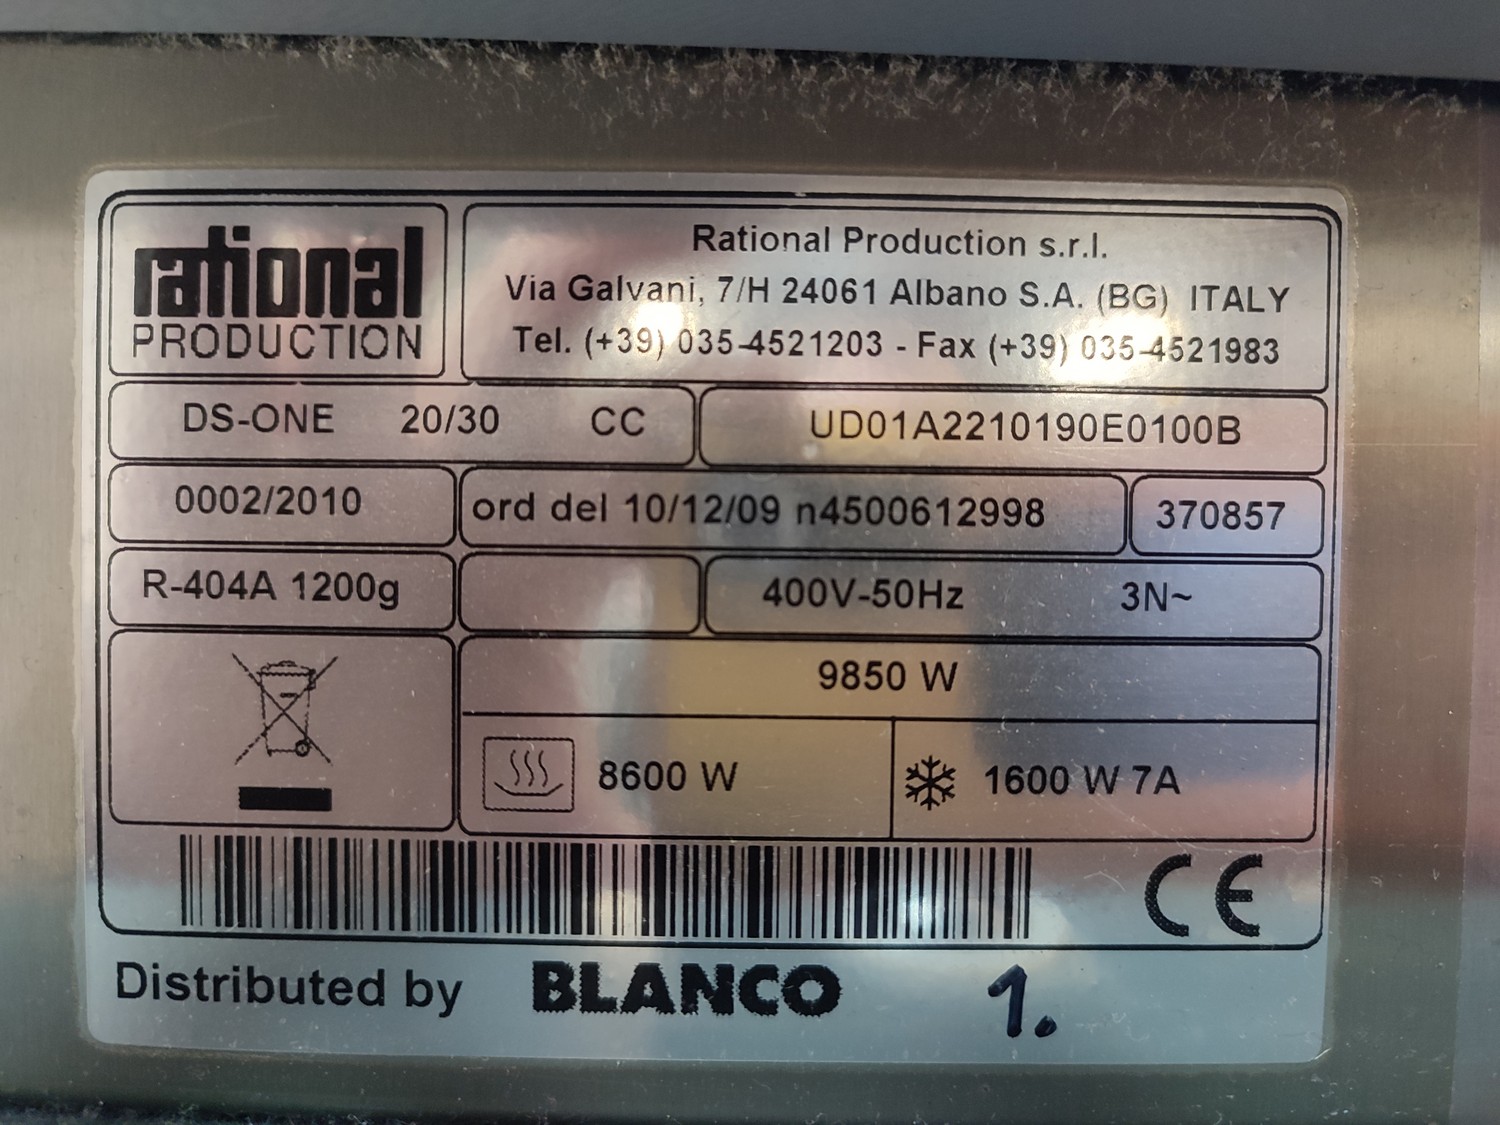 rational
PRODUCTION
Rational Production s.r.l.
Via Galvani, 7/H 24061 Albano S.A. (BG) ITALY
Tel. (+39) 035-4521203 - Fax (+39) 035-4521983
DS-ONE 20/30 CC
UD01A2210190E0100B
0002/2010
ord del 10/12/09 n4500612998
370857
R-404A 1200g
400V-50Hz 3N~
9850 W
8600 W
1600 W 7A
CE
Distributed by BLANCO 1.